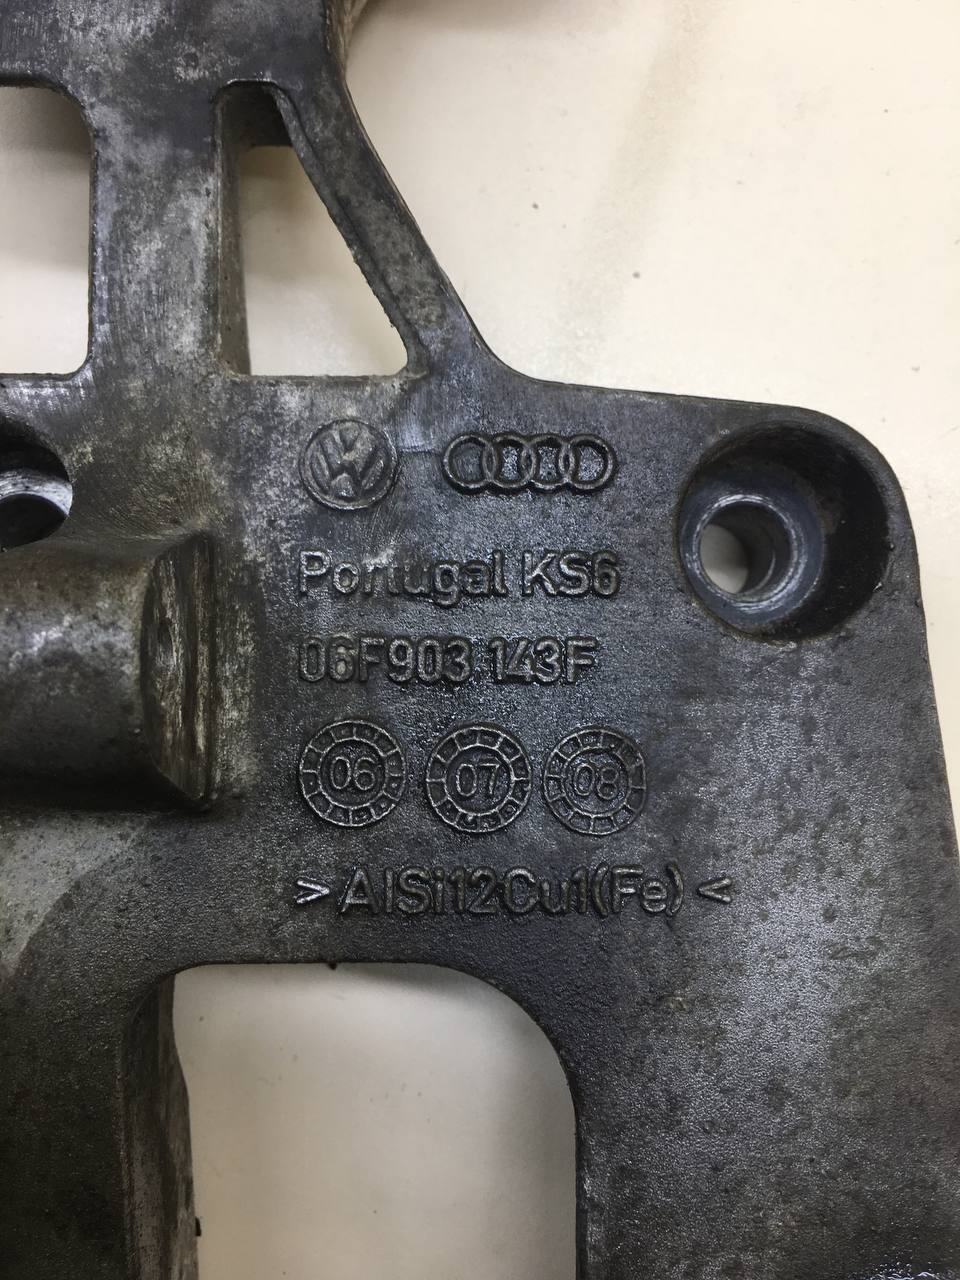 Portugal KS6
06F903 143F
06 07 08
>AlSi12Cu1(Fe)<